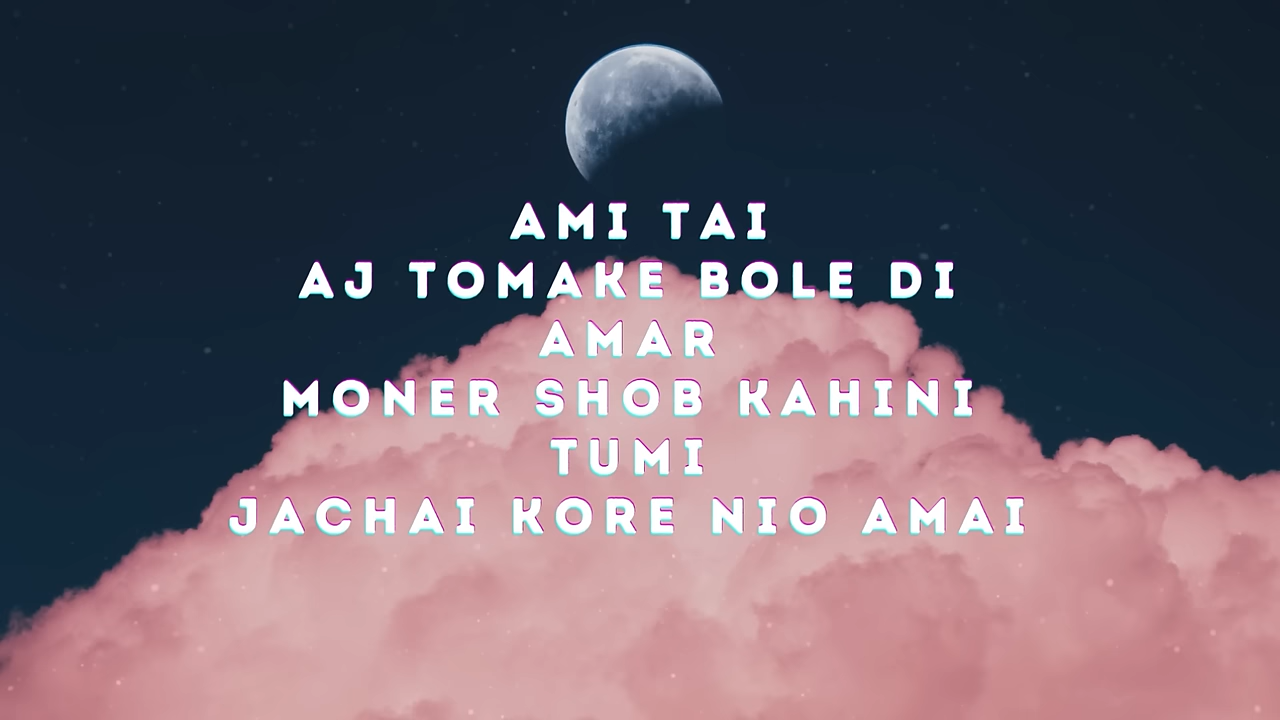 AMI TAI
AJ TOMAKE BOLE DI
AMAR
MONER SHOB KAHINI
TUMI
JACHAI KORE NIO AMAI